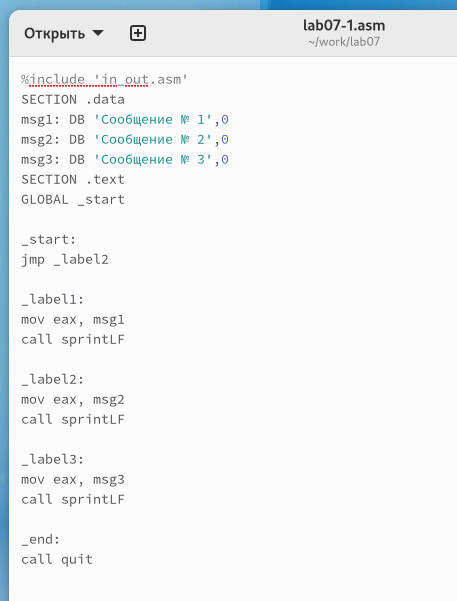 Открыть
lab07-1.asm
~/work/lab07
%include 'in_out.asm'
SECTION .data
msg1: DB 'Сообщение № 1',0
msg2: DB 'Сообщение № 2',0
msg3: DB 'Сообщение № 3',0
SECTION .text
GLOBAL _start
_start:
jmp _label2
_label1:
mov eax, msg1
call sprintLF
_label2:
mov eax, msg2
call sprintLF
_label3:
mov eax, msg3
call sprintLF
_end:
call quit